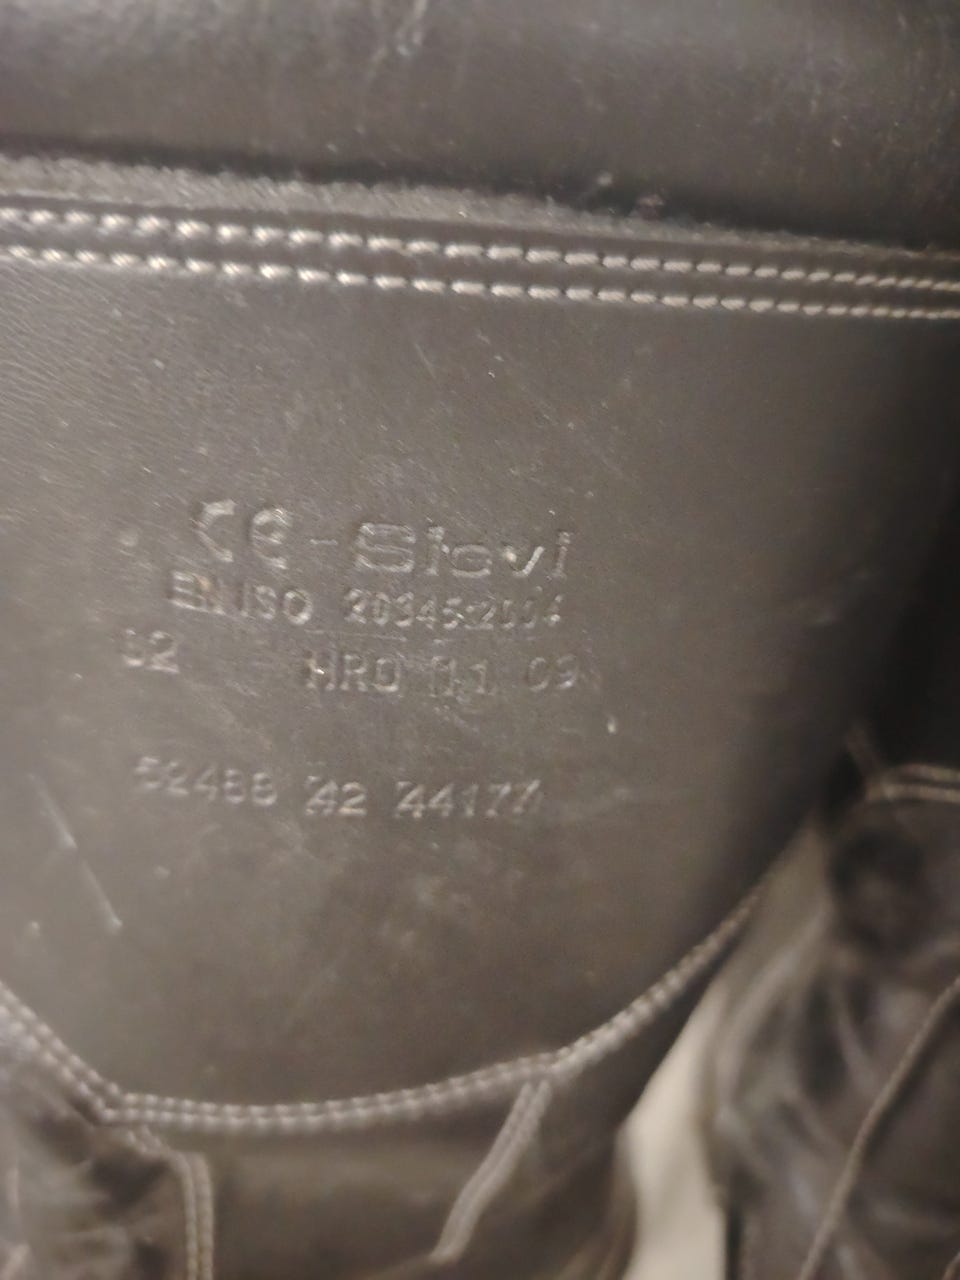 CE - Sievi
EN ISO 20345:2004
S2 HRO 11 09
52488 42 44177